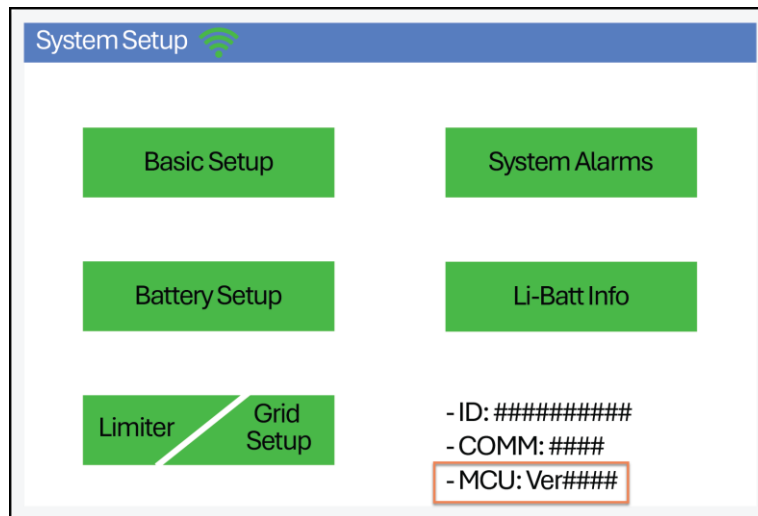 System Setup
Basic Setup
System Alarms
Battery Setup
Li-Batt Info
Limiter
Grid
Setup
- ID: ##########
- COMM: ####
- MCU: Ver####